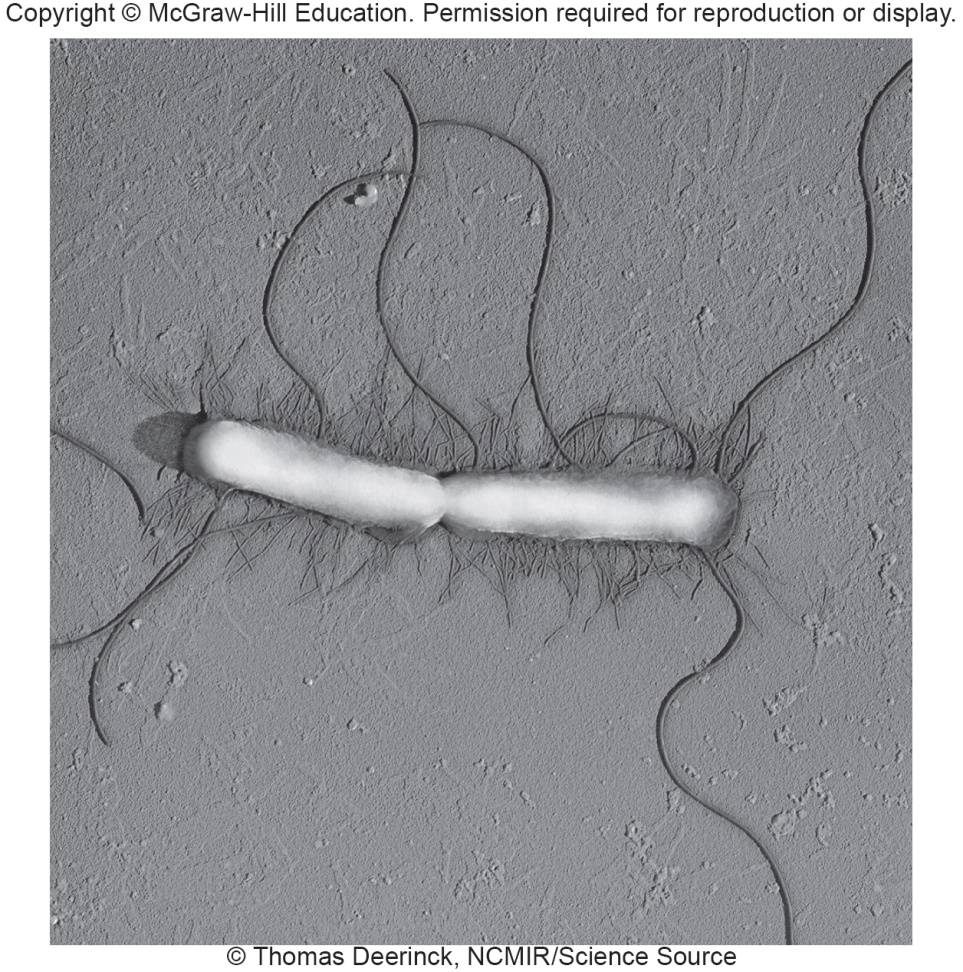 Copyright © McGraw-Hill Education. Permission required for reproduction or display.
© Thomas Deerinck, NCMIR/Science Source